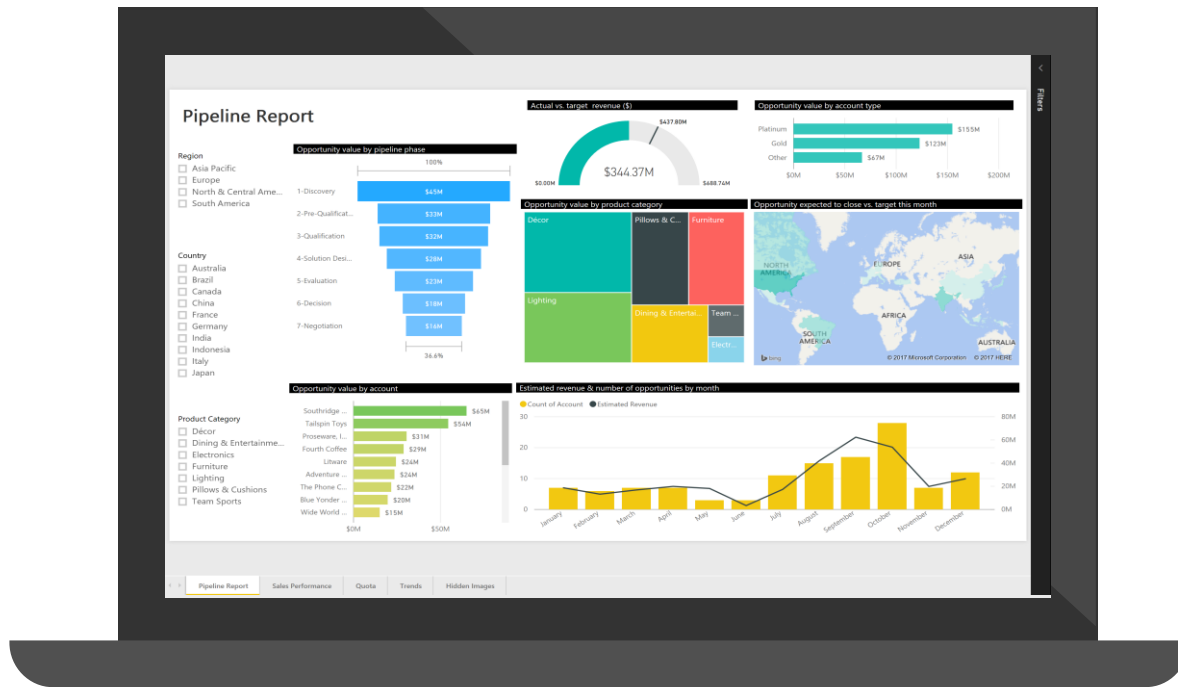 Pipeline Report
Region
Asia Pacific
Europe
North & Central Ame...
South America
Country
Australia
Brazil
Canada
China
France
Germany
India
Indonesia
Italy
Japan
Product Category
Décor
Dining & Entertainme...
Electronics
Furniture
Lighting
Pillows & Cushions
Team Sports
Opportunity value by pipeline phase
100%
1-Discovery $45M
2-Pre-Qualificat... $33M
3-Qualification $32M
4-Solution Desi... $28M
5-Evaluation $23M
6-Decision $18M
7-Negotiation $16M
36.6%
Actual vs. target revenue ($)
$437.80M
$344.37M
$0.00M $688.74M
Opportunity value by account type
Platinum $155M
Gold $123M
Other $67M
$0M $50M $100M $150M $200M
Opportunity value by product category
Décor Pillows & C... Furniture
Lighting Dining & Entertai... Team ...
Electr...
Opportunity expected to close vs. target this month
NORTH AMERICA
EUROPE
ASIA
AFRICA
SOUTH AMERICA
AUSTRALIA
bing © 2017 Microsoft Corporation © 2017 HERE
Opportunity value by account
Southridge ... $65M
Tailspin Toys $54M
Proseware, I... $31M
Fourth Coffee $29M
Litware $24M
Adventure ... $24M
The Phone C... $22M
Blue Yonder ... $20M
Wide World ... $15M
$0M $50M
Estimated revenue & number of opportunities by month
Count of Account Estimated Revenue
30 80M
60M
20
40M
10 20M
0 0M
January February March April May June July August September October November December
Filters
Pipeline Report Sales Performance Quota Trends Hidden Images